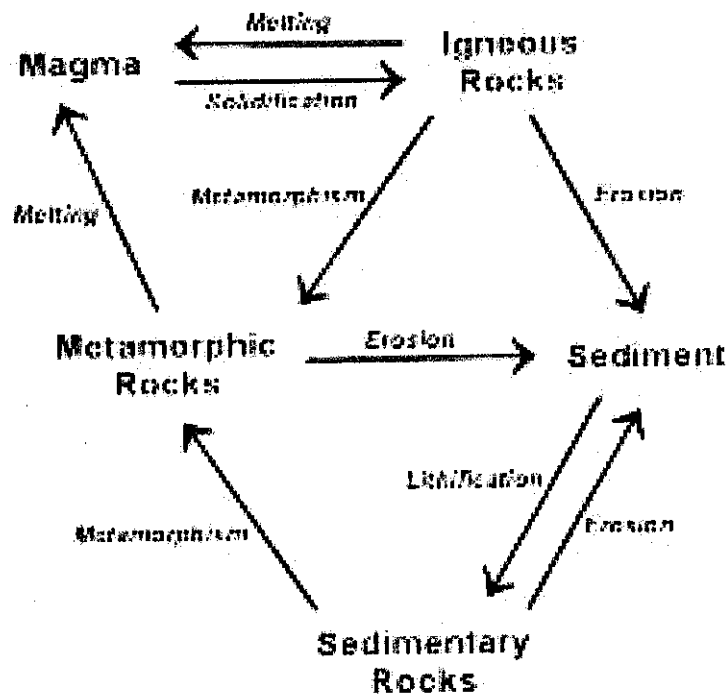 Melting
Magma
Igneous
Rocks
Solidification
Metamorphism
Erosion
Melting
Metamorphic
Rocks
Erosion
Sediment
Lithification
Metamorphism
Erosion
Sedimentary
Rocks